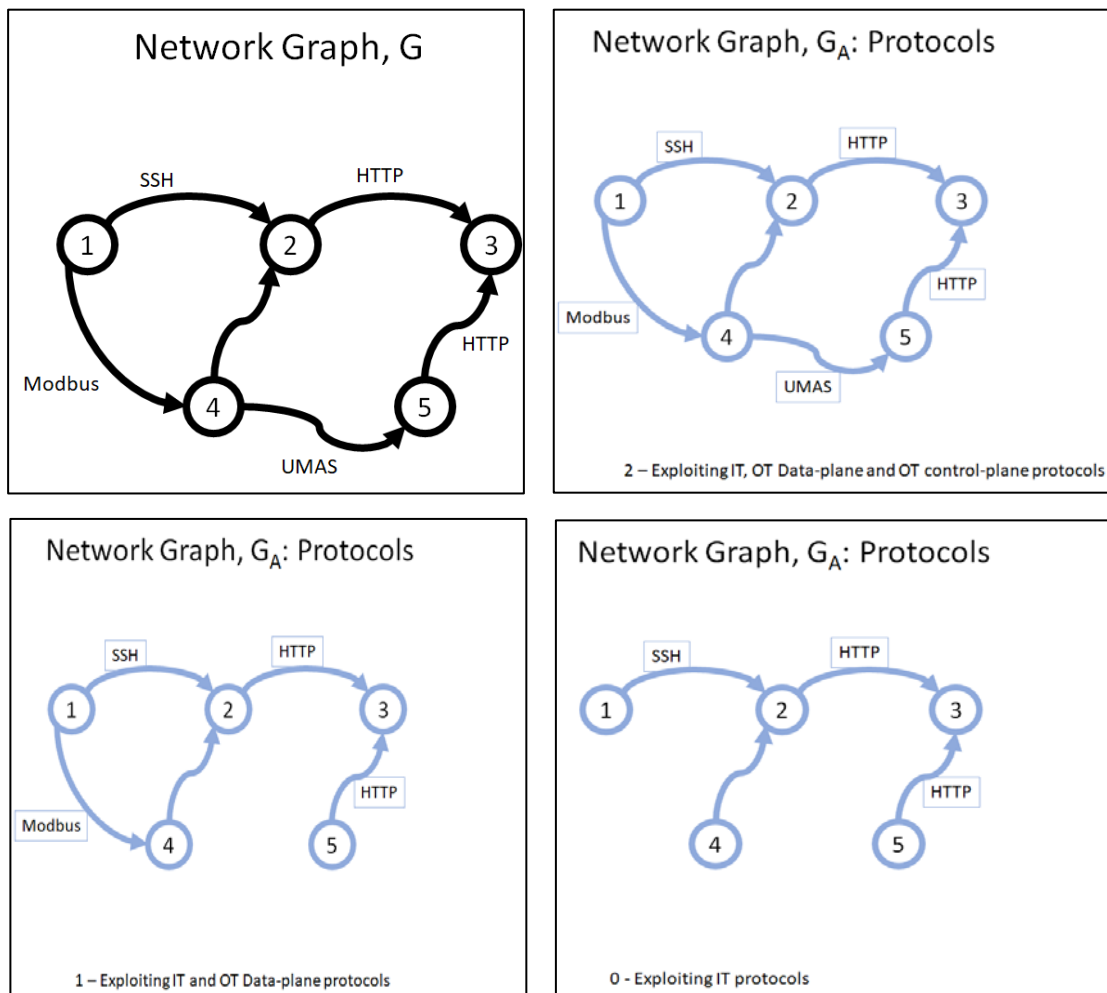 Network Graph, G
SSH
HTTP
1
2
3
HTTP
Modbus
4
5
UMAS
Network Graph, G_A: Protocols
SSH
HTTP
1
2
3
HTTP
Modbus
4
5
UMAS
2 – Exploiting IT, OT Data-plane and OT control-plane protocols
Network Graph, G_A: Protocols
SSH
HTTP
1
2
3
HTTP
Modbus
4
5
1 – Exploiting IT and OT Data-plane protocols
Network Graph, G_A: Protocols
SSH
HTTP
1
2
3
HTTP
4
5
0 - Exploiting IT protocols